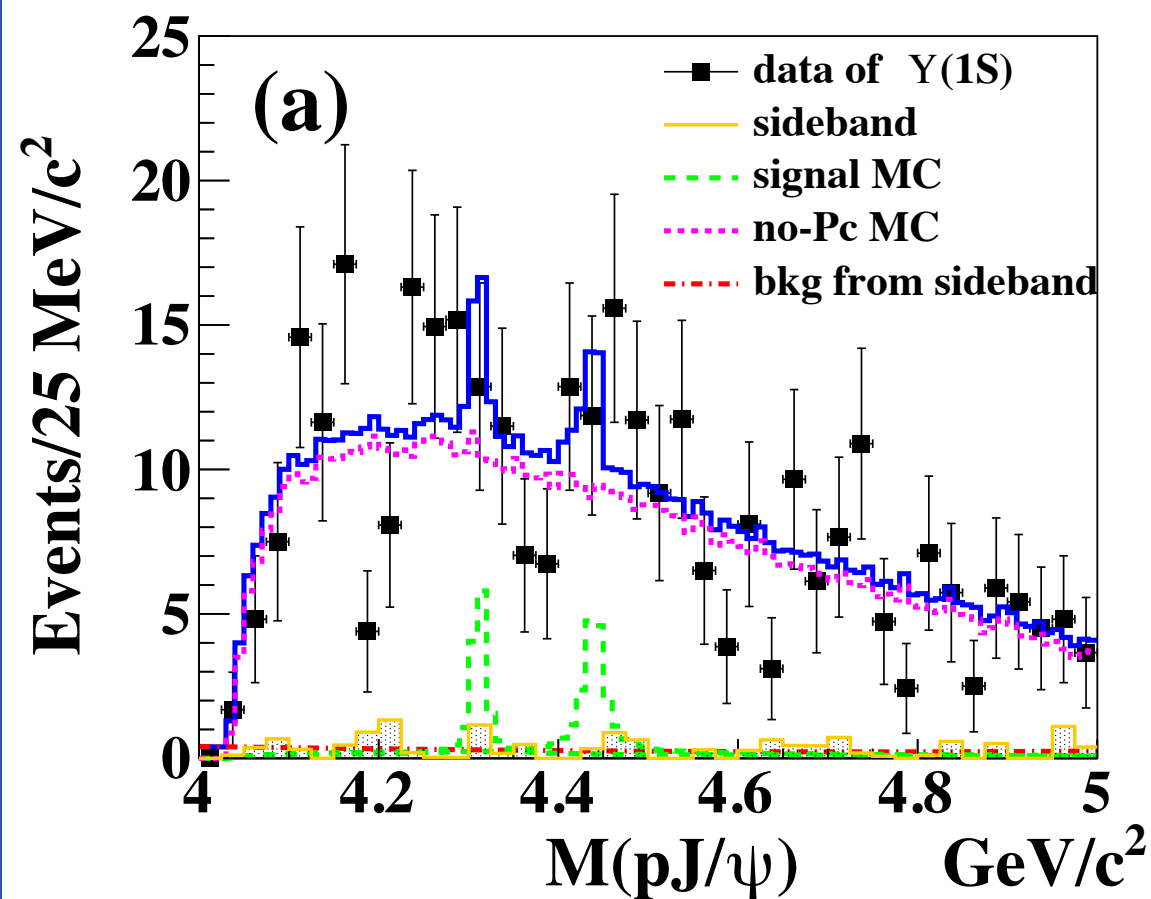 25
20
15
10
5
0
Events/25 MeV/c²
(a)
data of ϒ(1S)
sideband
signal MC
no-Pc MC
bkg from sideband
4 4.2 4.4 4.6 4.8 5
M(pJ/ψ) GeV/c²